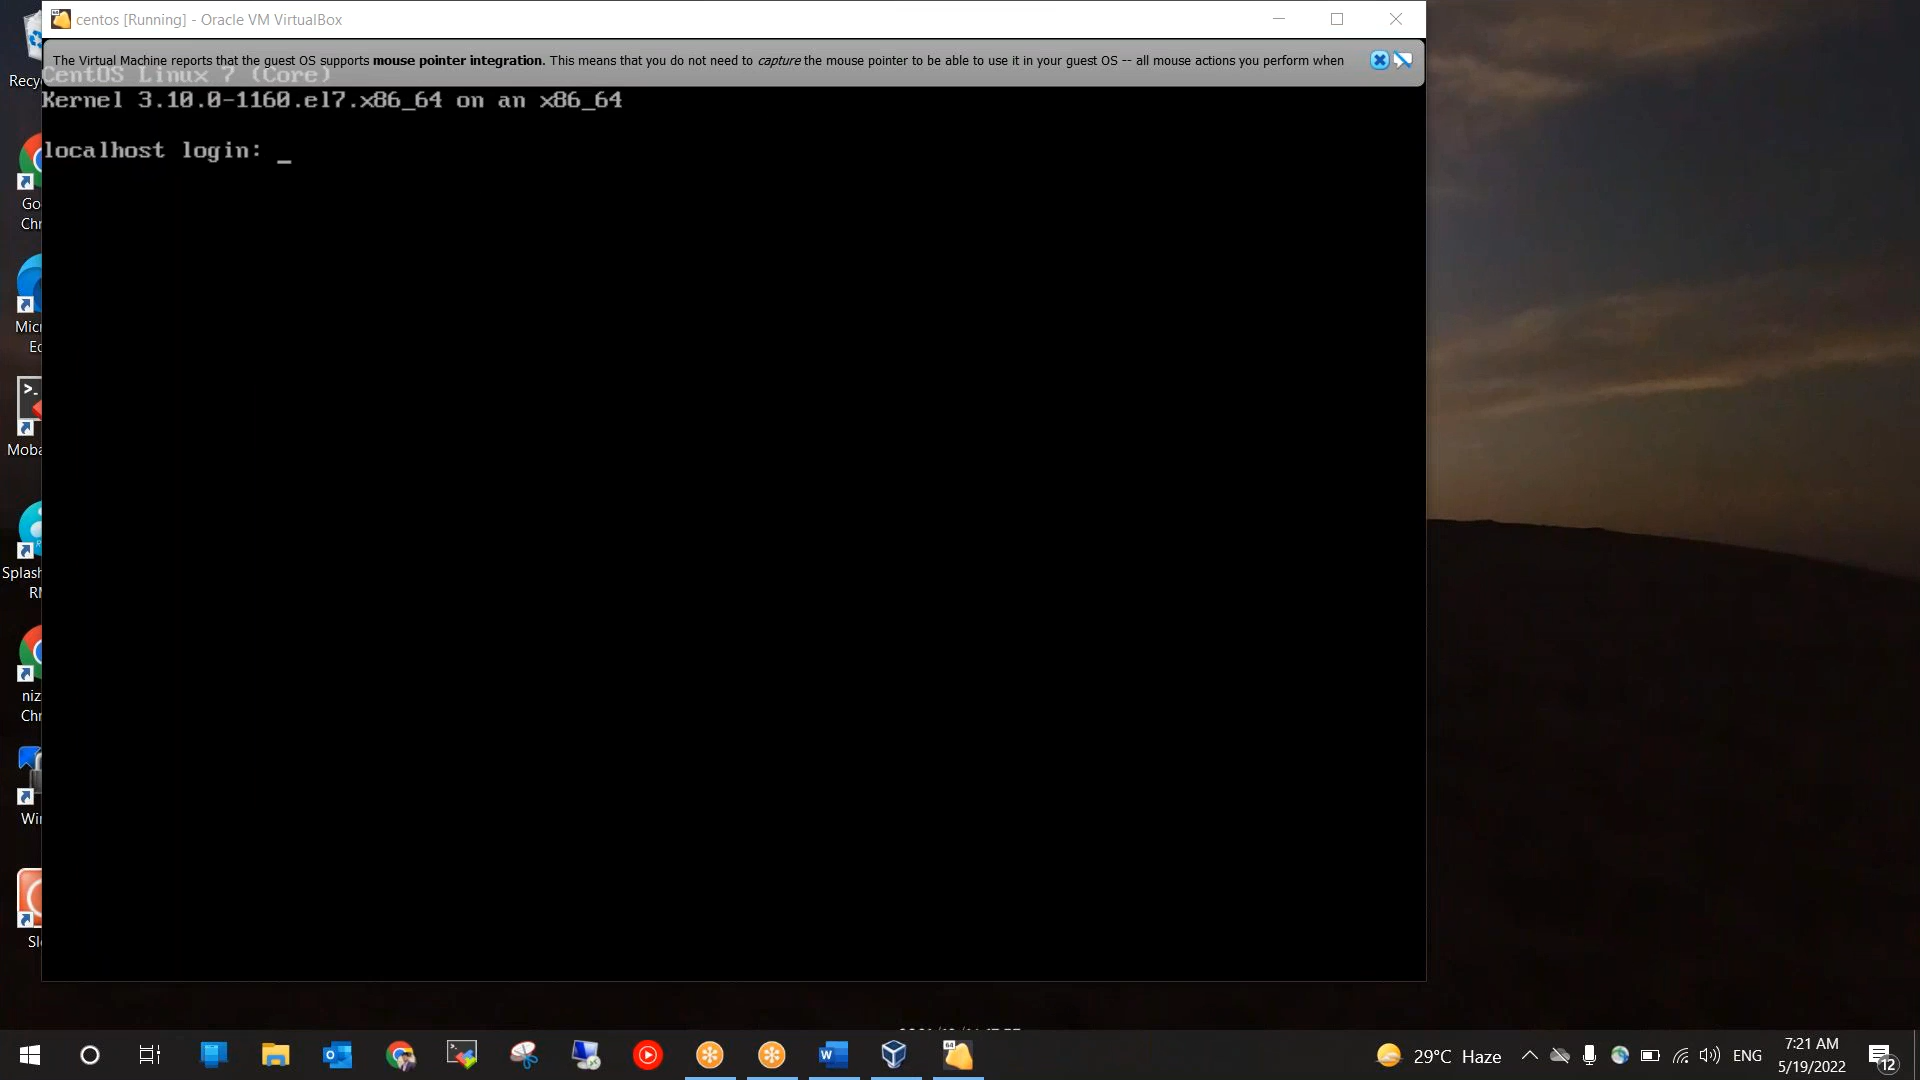 centos [Running] - Oracle VM VirtualBox
The Virtual Machine reports that the guest OS supports mouse pointer integration. This means that you do not need to capture the mouse pointer to be able to use it in your guest OS -- all mouse actions you perform when
CentOS Linux 7 (Core)
Kernel 3.10.0-1160.el7.x86_64 on an x86_64
localhost login: _
Recy
Go
Chr
Micr
Ed
Moba
Splash
RM
niz
Chr
Win
Sl
29°C Haze
ENG
7:21 AM
5/19/2022
12